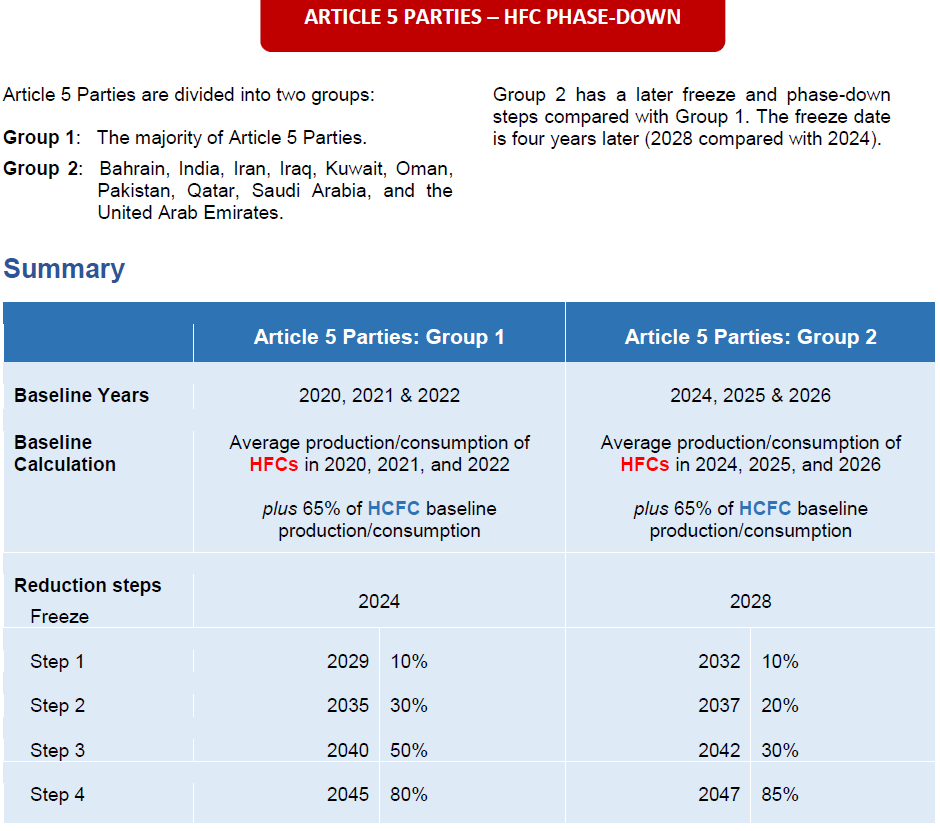 ARTICLE 5 PARTIES – HFC PHASE-DOWN
Article 5 Parties are divided into two groups:
Group 1: The majority of Article 5 Parties.
Group 2: Bahrain, India, Iran, Iraq, Kuwait, Oman,
Pakistan, Qatar, Saudi Arabia, and the
United Arab Emirates.
Group 2 has a later freeze and phase-down
steps compared with Group 1. The freeze date
is four years later (2028 compared with 2024).
Summary
Article 5 Parties: Group 1 Article 5 Parties: Group 2
Baseline Years 2020, 2021 & 2022 2024, 2025 & 2026
Baseline Average production/consumption of Average production/consumption of
Calculation HFCs in 2020, 2021, and 2022 HFCs in 2024, 2025, and 2026
plus 65% of HCFC baseline plus 65% of HCFC baseline
production/consumption production/consumption
Reduction steps
Freeze 2024 2028
Step 1 2029 10% 2032 10%
Step 2 2035 30% 2037 20%
Step 3 2040 50% 2042 30%
Step 4 2045 80% 2047 85%